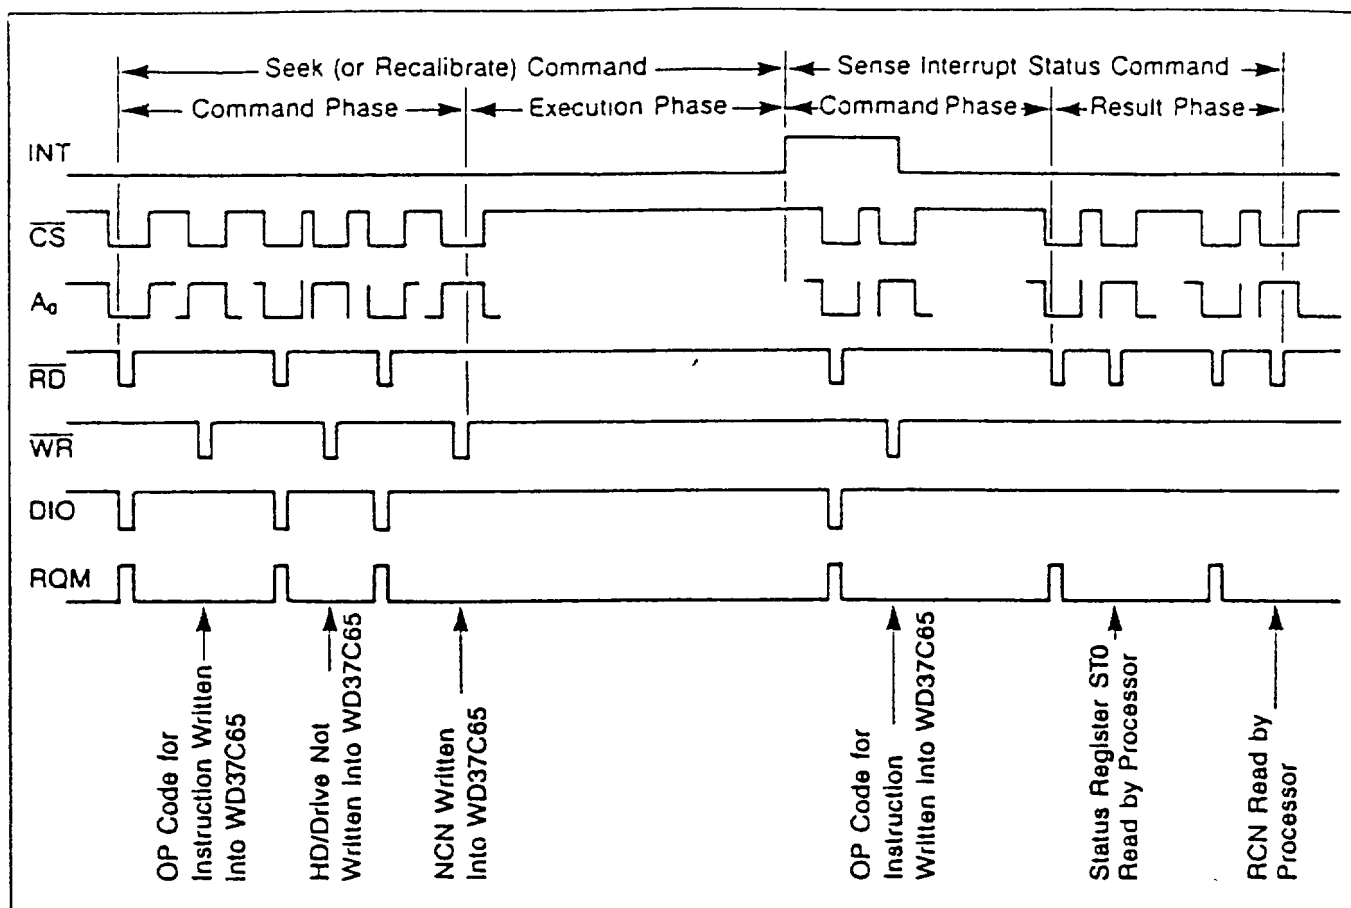 Seek (or Recalibrate) Command
Sense Interrupt Status Command
Command Phase
Execution Phase
Command Phase
Result Phase
INT
CS
A₀
RD
WR
DIO
RQM
OP Code for
Instruction Written
Into WD37C65
HD/Drive Not
Written Into WD37C65
NCN Written
Into WD37C65
OP Code for
Instruction
Written Into WD37C65
Status Register ST0
Read by Processor
RCN Read by
Processor